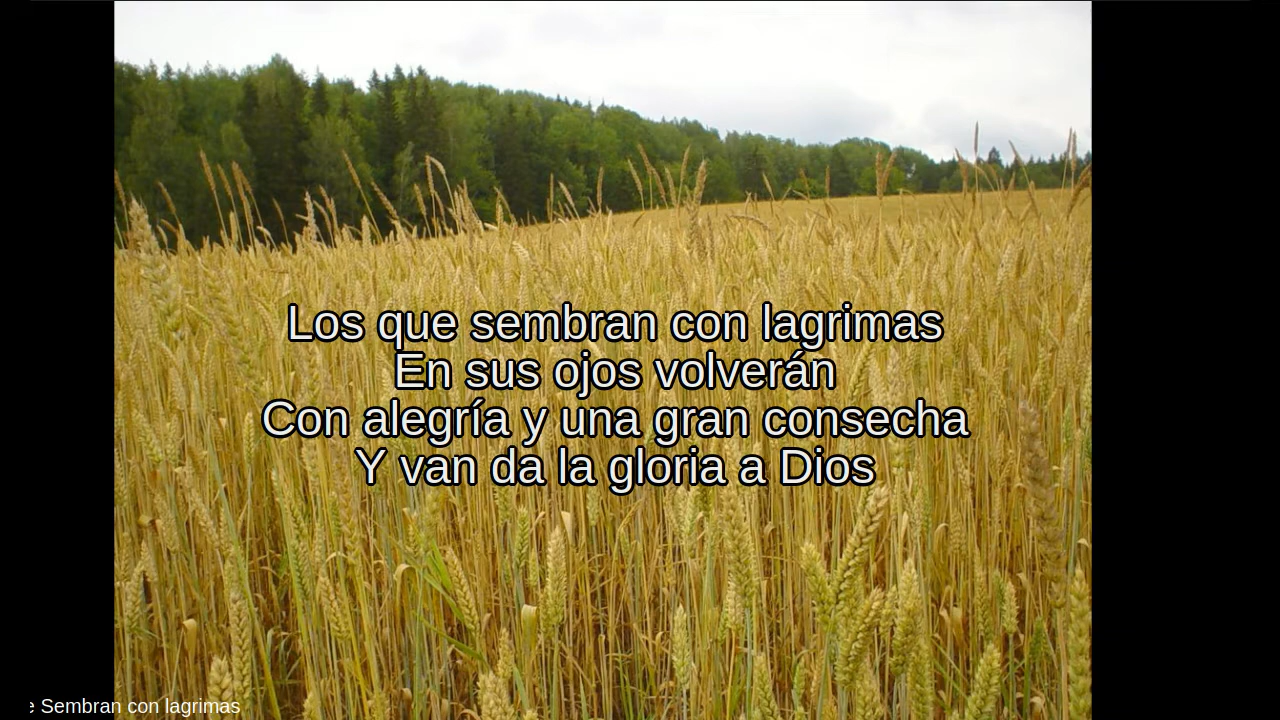 Los que sembran con lagrimas
En sus ojos volverán
Con alegría y una gran consecha
Y van da la gloria a Dios
e Sembran con lagrimas